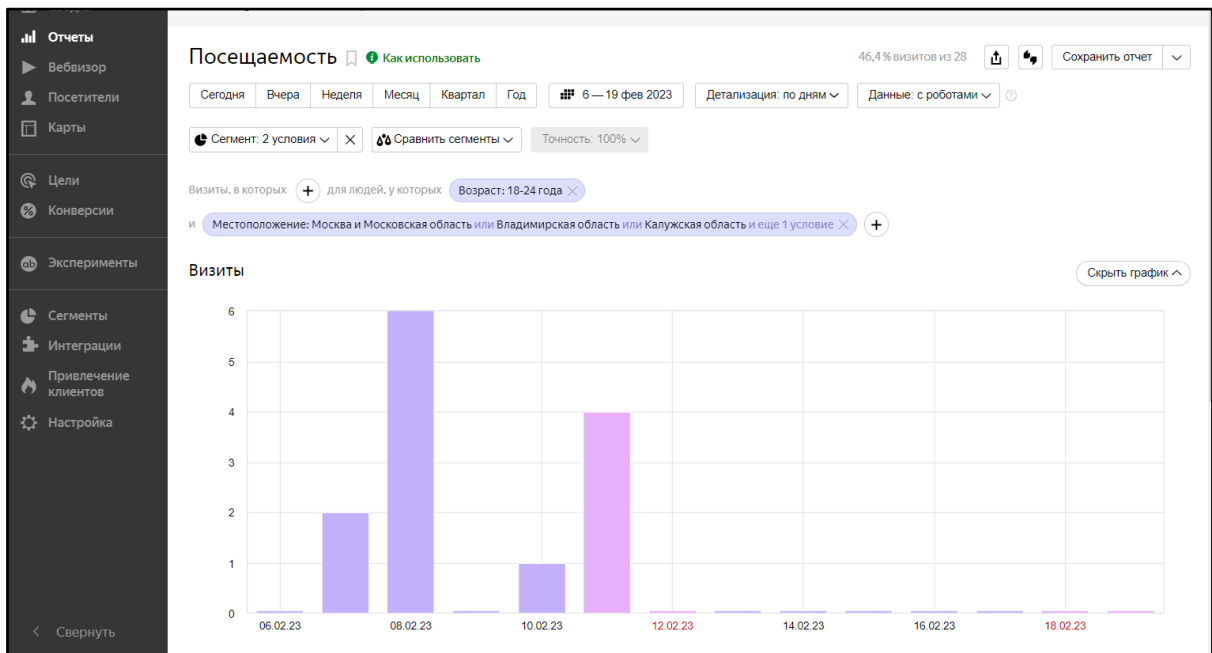 Отчеты
Вебвизор
Посетители
Карты
Цели
Конверсии
Эксперименты
Сегменты
Интеграции
Привлечение
клиентов
Настройка
Свернуть
Посещаемость Как использовать
46,4 % визитов из 28 Сохранить отчет
Сегодня Вчера Неделя Месяц Квартал Год 6 — 19 фев 2023 Детализация: по дням Данные: с роботами
Сегмент: 2 условия Сравнить сегменты Точность: 100%
Визиты, в которых + для людей, у которых Возраст: 18-24 года
и Местоположение: Москва и Московская область или Владимирская область или Калужская область и еще 1 условие +
Визиты Скрыть график
6
5
4
3
2
1
0
06.02.23 08.02.23 10.02.23 12.02.23 14.02.23 16.02.23 18.02.23